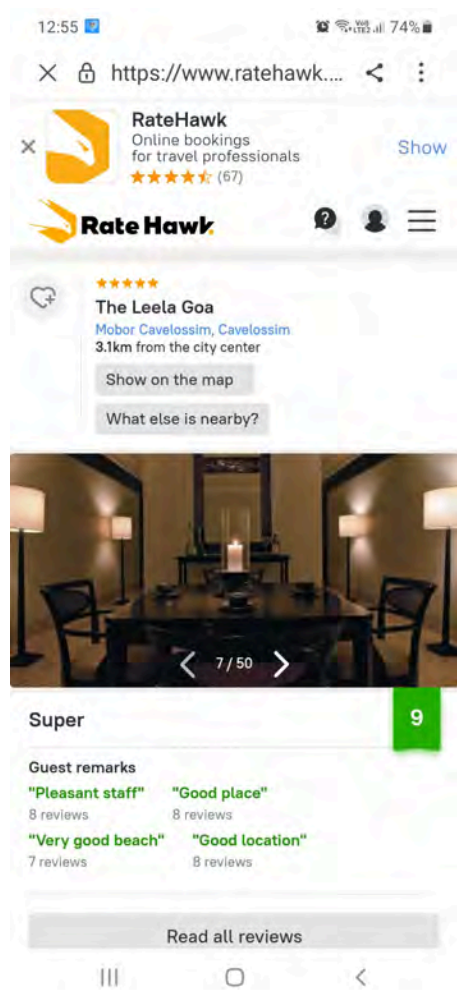 12:55 74%
https://www.ratehawk....
RateHawk
Online bookings
for travel professionals
Show
(67)
Rate Hawk.
The Leela Goa
Mobor Cavelossim, Cavelossim
3.1km from the city center
Show on the map
What else is nearby?
7 / 50
Super
9
Guest remarks
"Pleasant staff" "Good place"
8 reviews 8 reviews
"Very good beach" "Good location"
7 reviews 8 reviews
Read all reviews